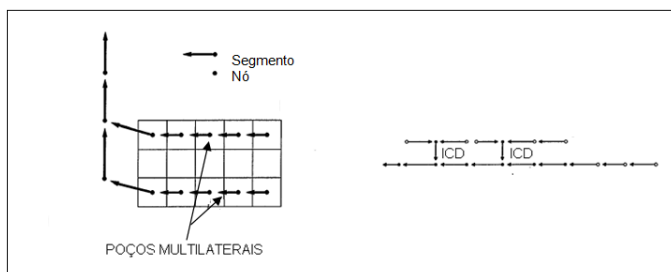 Segmento
Nó
ICD
ICD
POÇOS MULTILATERAIS